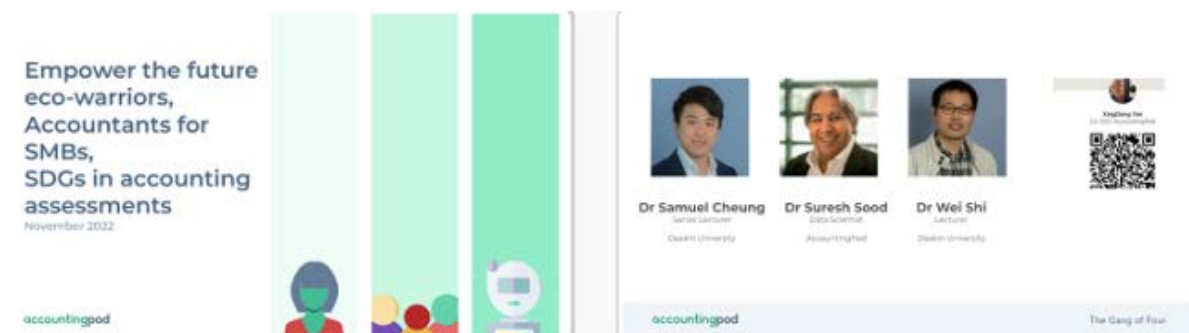 Empower the future
eco-warriors,
Accountants for
SMBs,
SDGs in accounting
assessments
November 2022
accountingpod
Dr Samuel Cheung
Senior Lecturer
Deakin University
Dr Suresh Sood
Data Scientist
AccountingPod
Dr Wei Shi
Lecturer
Deakin University
accountingpod
The Gang of Four